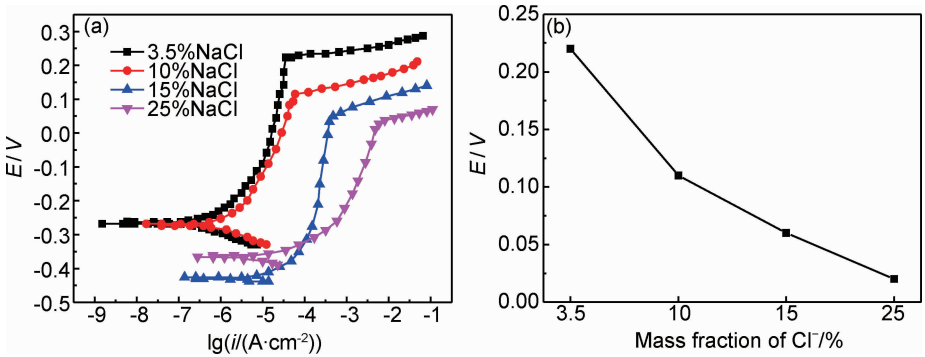 (a)
3.5%NaCl
10%NaCl
15%NaCl
25%NaCl
0.3
0.2
0.1
0.0
-0.1
-0.2
-0.3
-0.4
-0.5
E / V
-9 -8 -7 -6 -5 -4 -3 -2 -1
lg(i/(A·cm⁻²))
(b)
0.25
0.20
0.15
0.10
0.05
0.00
E / V
3.5 10 15 25
Mass fraction of Cl⁻/%